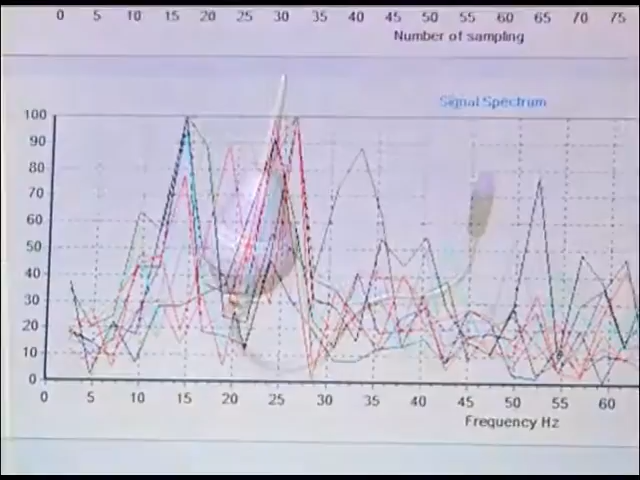 0 5 10 15 20 25 30 35 40 45 50 55 60 65 70 75
Number of sampling
Signal Spectrum
100
90
80
70
60
50
40
30
20
10
0
0 5 10 15 20 25 30 35 40 45 50 55 60
Frequency Hz